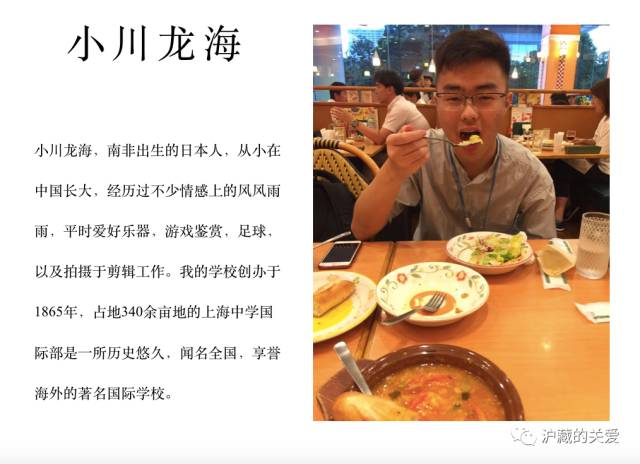 小川龙海
小川龙海，南非出生的日本人，从小在
中国长大，经历过不少情感上的风风雨
雨，平时爱好乐器，游戏鉴赏，足球，
以及拍摄于剪辑工作。我的学校创办于
1865年，占地340余亩地的上海中学国
际部是一所历史悠久，闻名全国，享誉
海外的著名国际学校。
沪藏的关爱